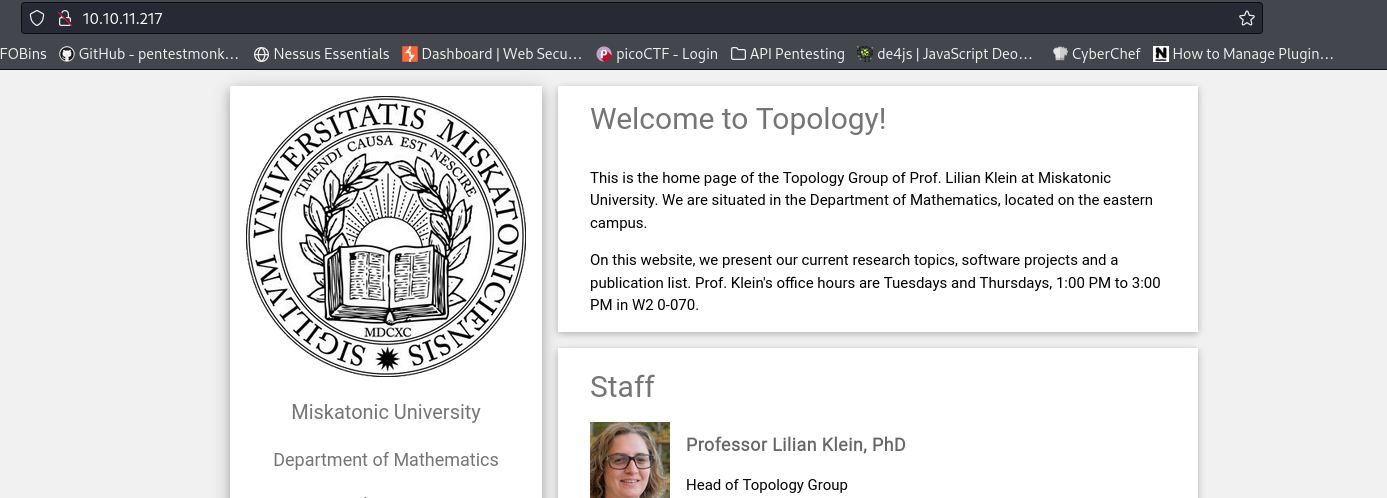 10.10.11.217
FOBins GitHub - pentestmonk... Nessus Essentials Dashboard | Web Secu... picoCTF - Login API Pentesting de4js | JavaScript Deo... CyberChef How to Manage Plugin...
SIGILLVM VNIVERSITATIS MISKATONICIENSIS
TIMENDI CAUSA EST NESCIRE
MDCXC
Miskatonic University
Department of Mathematics
Welcome to Topology!
This is the home page of the Topology Group of Prof. Lilian Klein at Miskatonic
University. We are situated in the Department of Mathematics, located on the eastern
campus.
On this website, we present our current research topics, software projects and a
publication list. Prof. Klein's office hours are Tuesdays and Thursdays, 1:00 PM to 3:00
PM in W2 0-070.
Staff
Professor Lilian Klein, PhD
Head of Topology Group